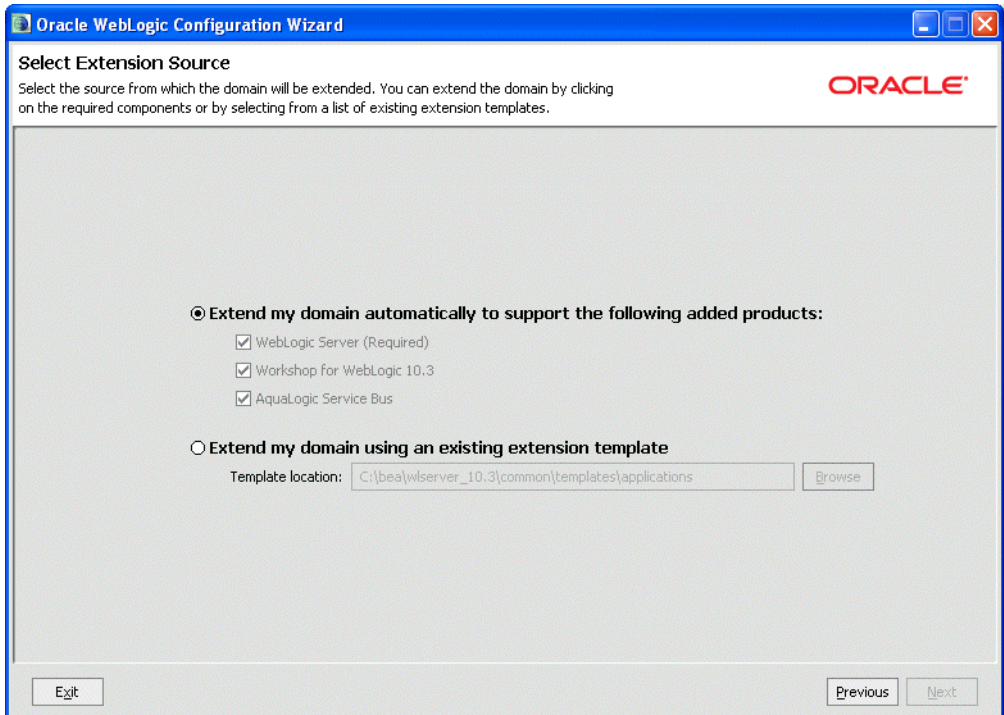 Oracle WebLogic Configuration Wizard
Select Extension Source
Select the source from which the domain will be extended. You can extend the domain by clicking
on the required components or by selecting from a list of existing extension templates.
ORACLE
Extend my domain automatically to support the following added products:
WebLogic Server (Required)
Workshop for WebLogic 10.3
AquaLogic Service Bus
Extend my domain using an existing extension template
Template location: C:\bea\wlserver_10.3\common\templates\applications Browse
Exit Previous Next